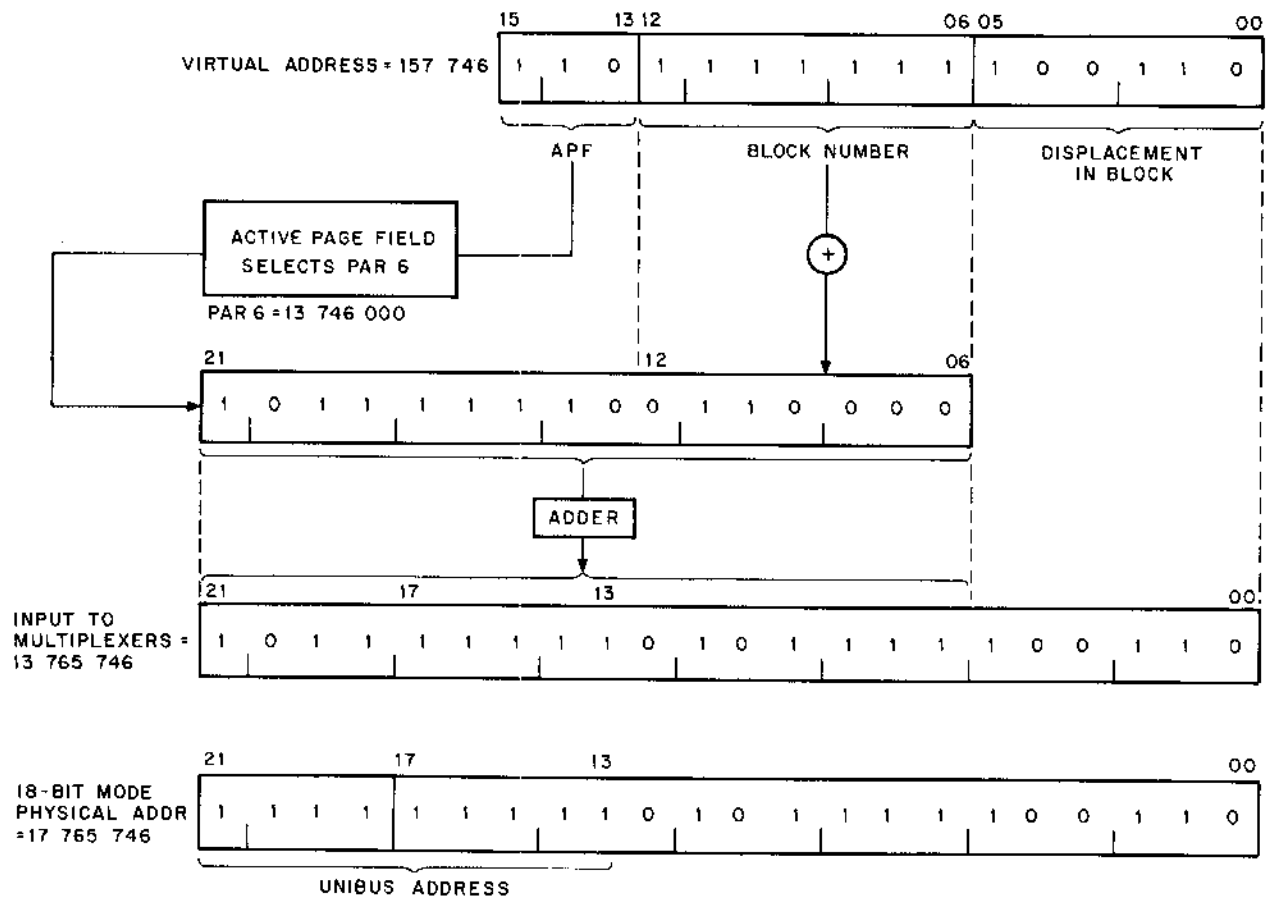 15 13 12 06 05 00
VIRTUAL ADDRESS = 157 746 1 1 0 1 1 1 1 1 1 1 1 0 0 1 1 0
APF BLOCK NUMBER DISPLACEMENT
IN BLOCK
ACTIVE PAGE FIELD
SELECTS PAR 6
+
PAR 6 = 13 746 000
21 12 06
1 0 1 1 1 1 1 1 0 0 1 1 0 0 0 0
ADDER
21 17 13 00
INPUT TO
MULTIPLEXERS =
13 765 746
1 0 1 1 1 1 1 1 1 0 1 0 1 1 1 1 1 0 0 1 1 0
21 17 13 00
18-BIT MODE
PHYSICAL ADDR
=17 765 746
1 1 1 1 1 1 1 1 1 0 1 0 1 1 1 1 1 0 0 1 1 0
UNIBUS ADDRESS